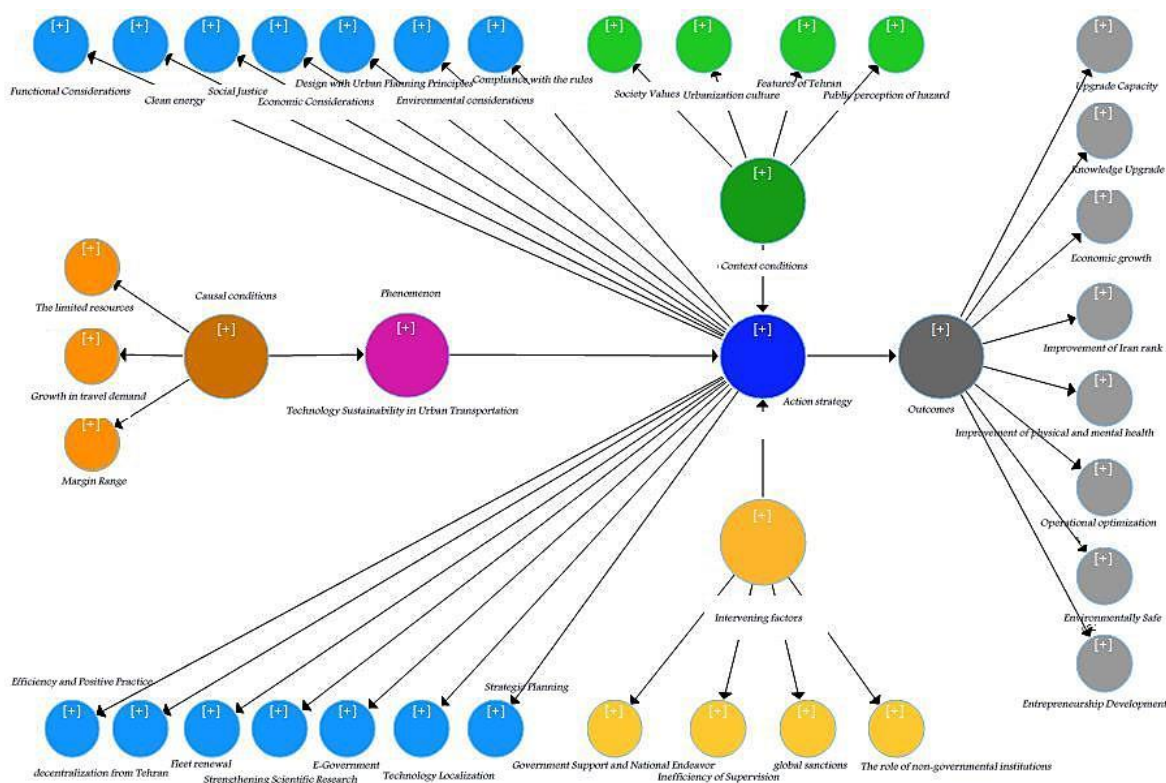 [+] [+] [+] [+] [+] [+] [+]
Functional Considerations
Clean energy
Social Justice
Economic Considerations
Design with Urban Planning Principles
Environmental considerations
Compliance with the rules
[+] [+] [+] [+]
Society Values
Urbanization culture
Features of Tehran
Public perception of hazard
[+]
Upgrade Capacity
[+]
Knowledge Upgrade
[+]
Economic growth
[+]
Improvement of Iran rank
[+]
Improvement of physical and mental health
[+]
Operational optimization
[+]
Environmentally Safe
[+]
Entrepreneurship Development
[+]
Context conditions
[+]
The limited resources
[+]
Growth in travel demand
[+]
Margin Range
Causal conditions
[+]
Phenomenon
[+]
Technology Sustainability in Urban Transportation
[+]
Action strategy
[+]
Outcomes
[+]
Intervening factors
Efficiency and Positive Practice
Strategic Planning
[+] [+] [+] [+] [+] [+] [+]
decentralization from Tehran
Fleet renewal
Strengthening Scientific Research
E-Government
Technology Localization
[+] [+] [+] [+]
Government Support and National Endeavor
Inefficiency of Supervision
global sanctions
The role of non-governmental institutions